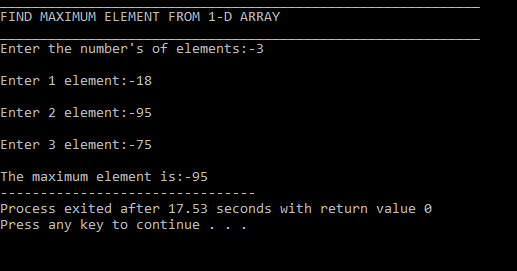 FIND MAXIMUM ELEMENT FROM 1-D ARRAY
Enter the number's of elements:-3
Enter 1 element:-18
Enter 2 element:-95
Enter 3 element:-75
The maximum element is:-95
--------------------------------
Process exited after 17.53 seconds with return value 0
Press any key to continue . . .